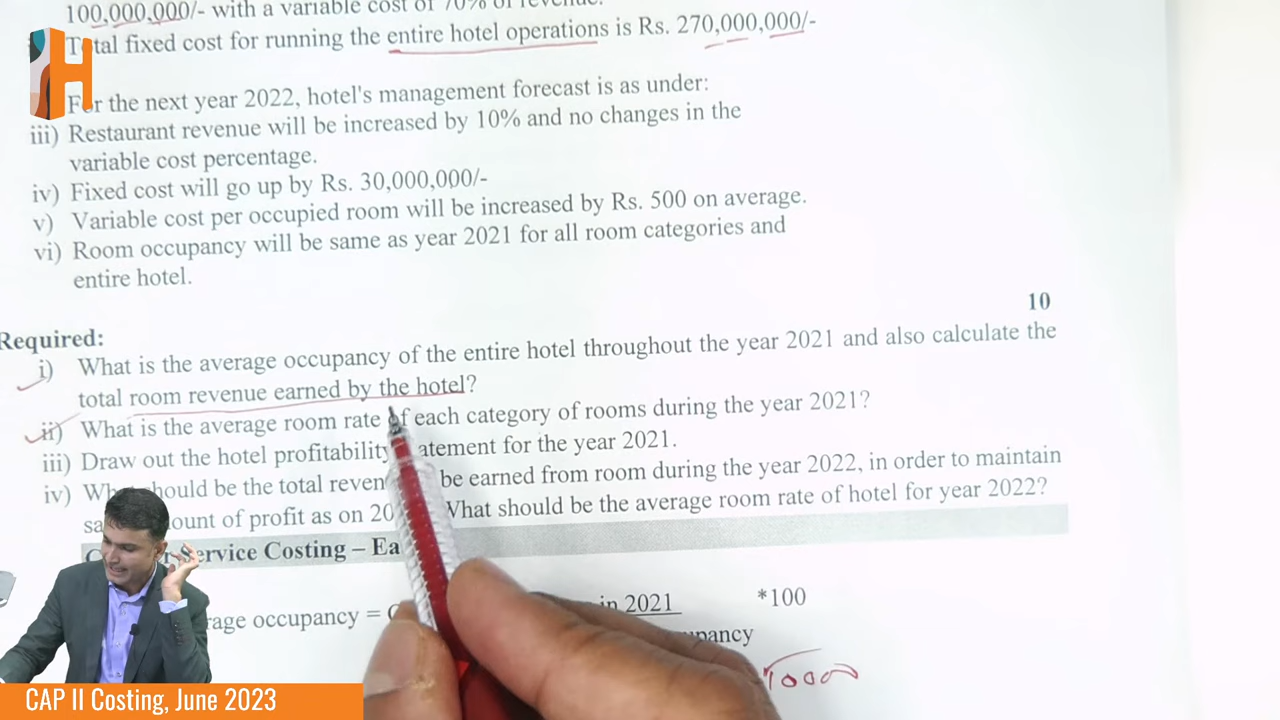 100,000,000/- with a variable cost of 70% of revenue.
Total fixed cost for running the entire hotel operations is Rs. 270,000,000/-
H
For the next year 2022, hotel's management forecast is as under:
iii) Restaurant revenue will be increased by 10% and no changes in the
variable cost percentage.
iv) Fixed cost will go up by Rs. 30,000,000/-
v) Variable cost per occupied room will be increased by Rs. 500 on average.
vi) Room occupancy will be same as year 2021 for all room categories and
entire hotel.
10
Required:
i) What is the average occupancy of the entire hotel throughout the year 2021 and also calculate the
total room revenue earned by the hotel?
ii) What is the average room rate of each category of rooms during the year 2021?
iii) Draw out the hotel profitability atement for the year 2021.
iv) should be the total be earned from room during the year 2022, in order to maintain
ount of profit as on 20 What should be the average room rate of hotel for year 2022?
Service Costing – Ea
rage occupancy = in 2021 *100
pancy
10000
CAP II Costing, June 2023